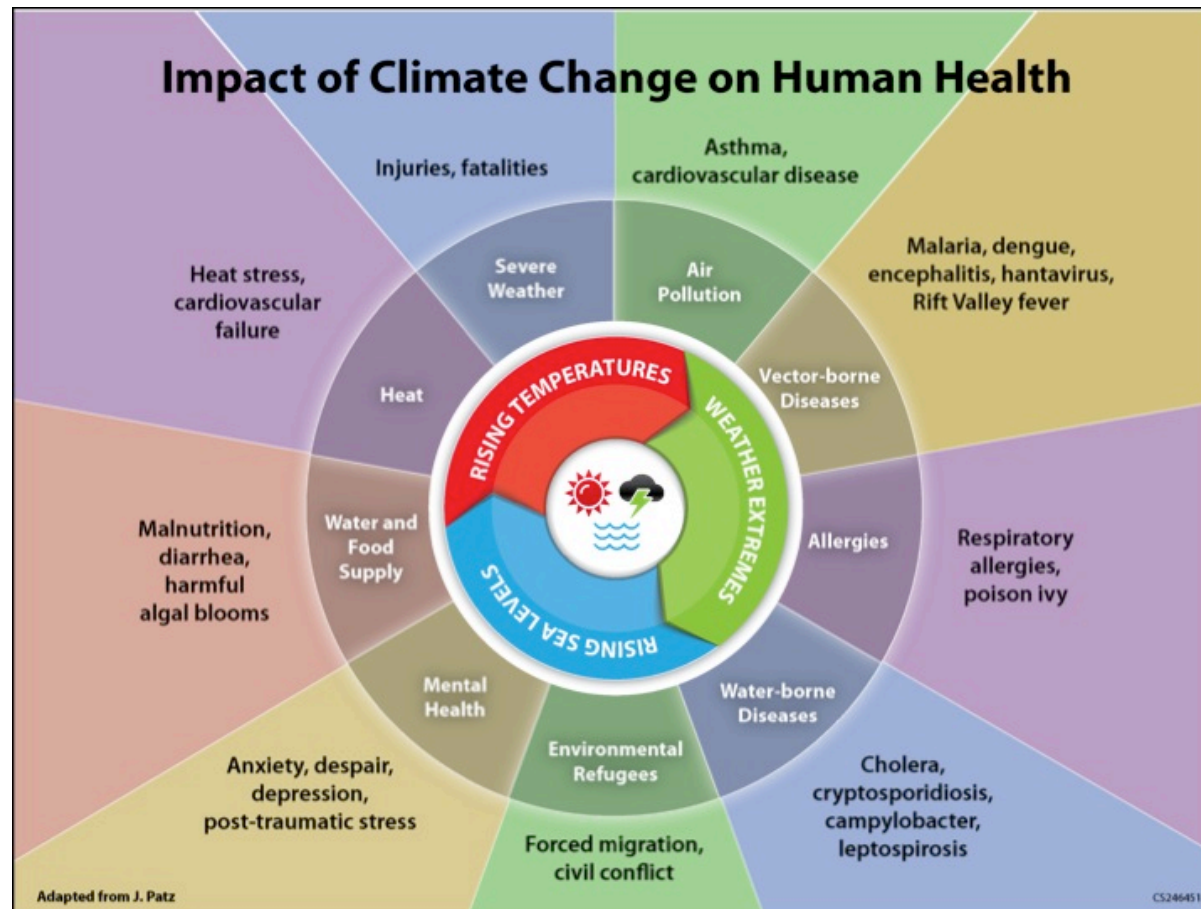 Impact of Climate Change on Human Health
Injuries, fatalities
Asthma,
cardiovascular disease
Malaria, dengue,
encephalitis, hantavirus,
Rift Valley fever
Respiratory
allergies,
poison ivy
Cholera,
cryptosporidiosis,
campylobacter,
leptospirosis
Forced migration,
civil conflict
Anxiety, despair,
depression,
post-traumatic stress
Malnutrition,
diarrhea,
harmful
algal blooms
Heat stress,
cardiovascular
failure
Severe
Weather
Air
Pollution
Vector-borne
Diseases
Allergies
Water-borne
Diseases
Environmental
Refugees
Mental
Health
Water and
Food
Supply
Heat
RISING TEMPERATURES
WEATHER EXTREMES
RISING SEA LEVELS
Adapted from J. Patz
CS246451